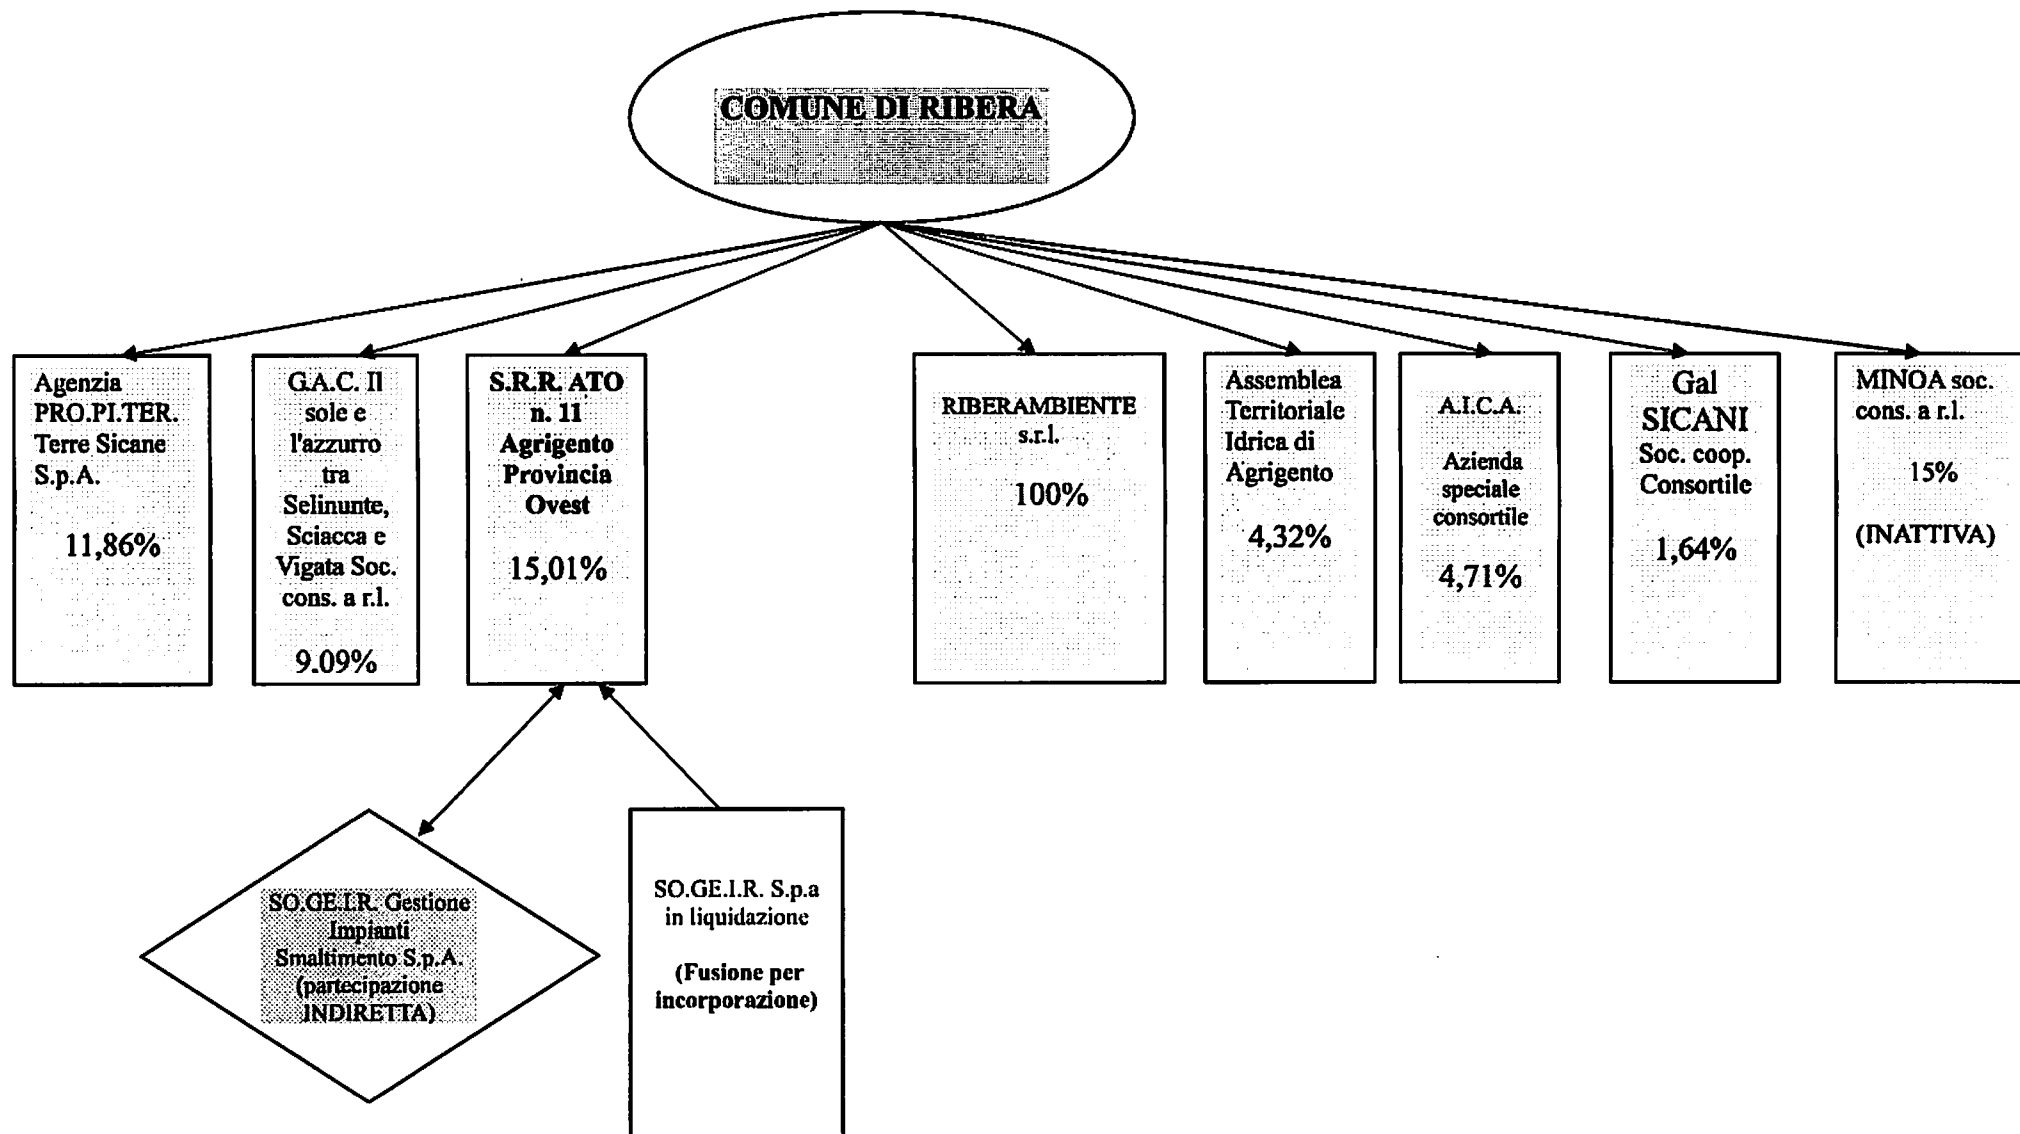 COMUNE DI RIBERA
Agenzia
PRO.PI.TER.
Terre Sicane
S.p.A.
11,86%
G.A.C. Il
sole e
l'azzurro
tra
Selinunte,
Sciacca e
Vigata Soc.
cons. a r.l.
9.09%
S.R.R. ATO
n. 11
Agrigento
Provincia
Ovest
15,01%
RIBERAMBIENTE
s.r.l.
100%
Assemblea
Territoriale
Idrica di
Agrigento
4,32%
A.I.C.A.
Azienda
speciale
consortile
4,71%
Gal
SICANI
Soc. coop.
Consortile
1,64%
MINOA soc.
cons. a r.l.
15%
(INATTIVA)
SO.GE.I.R. Gestione
Impianti
Smaltimento S.p.A.
(partecipazione
INDIRETTA)
SO.GE.I.R. S.p.a
in liquidazione
(Fusione per
incorporazione)